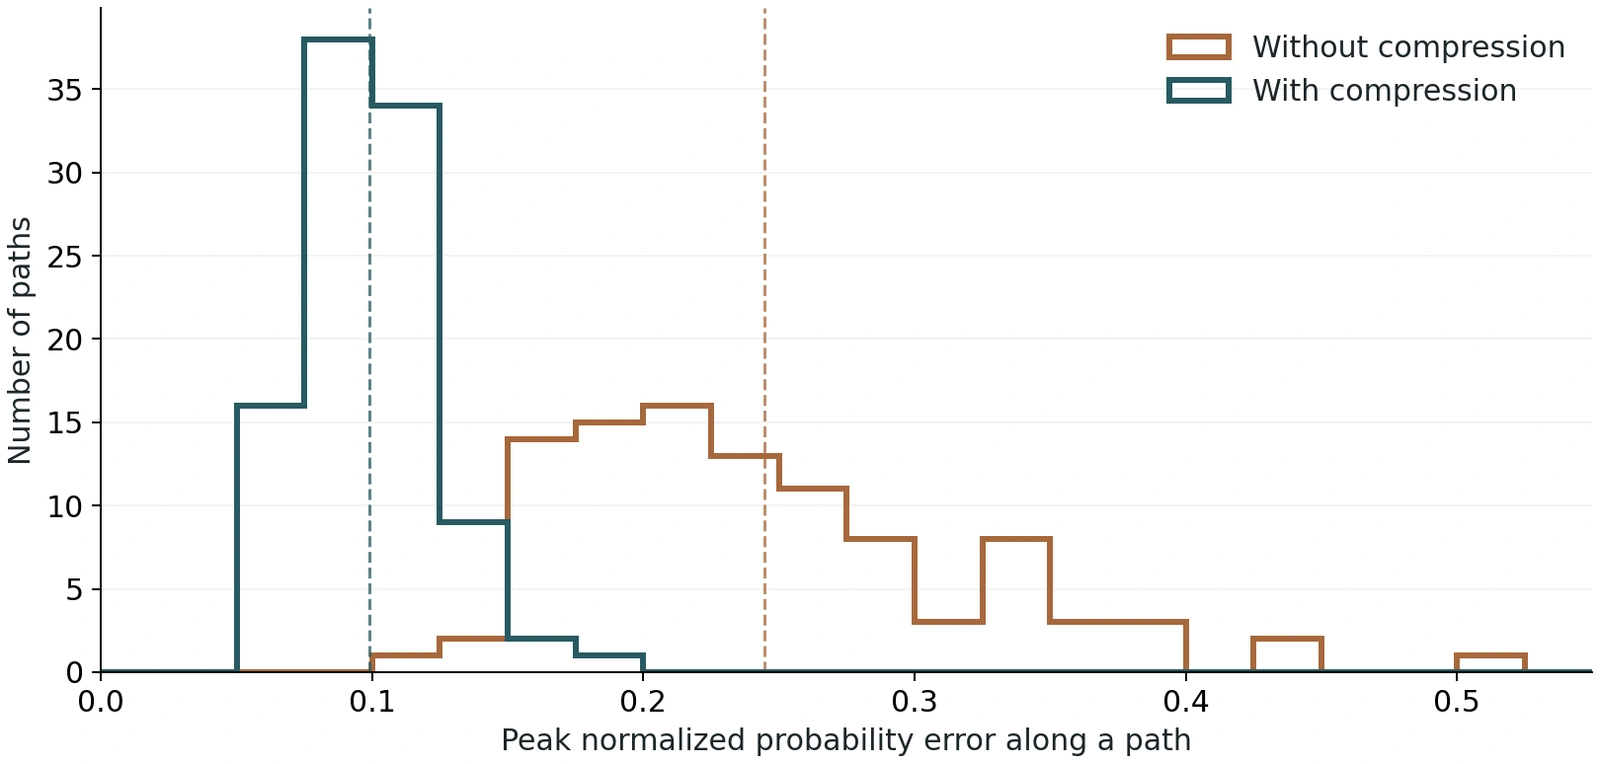 Without compression
With compression
Number of paths
35
30
25
20
15
10
5
0
0.0 0.1 0.2 0.3 0.4 0.5
Peak normalized probability error along a path